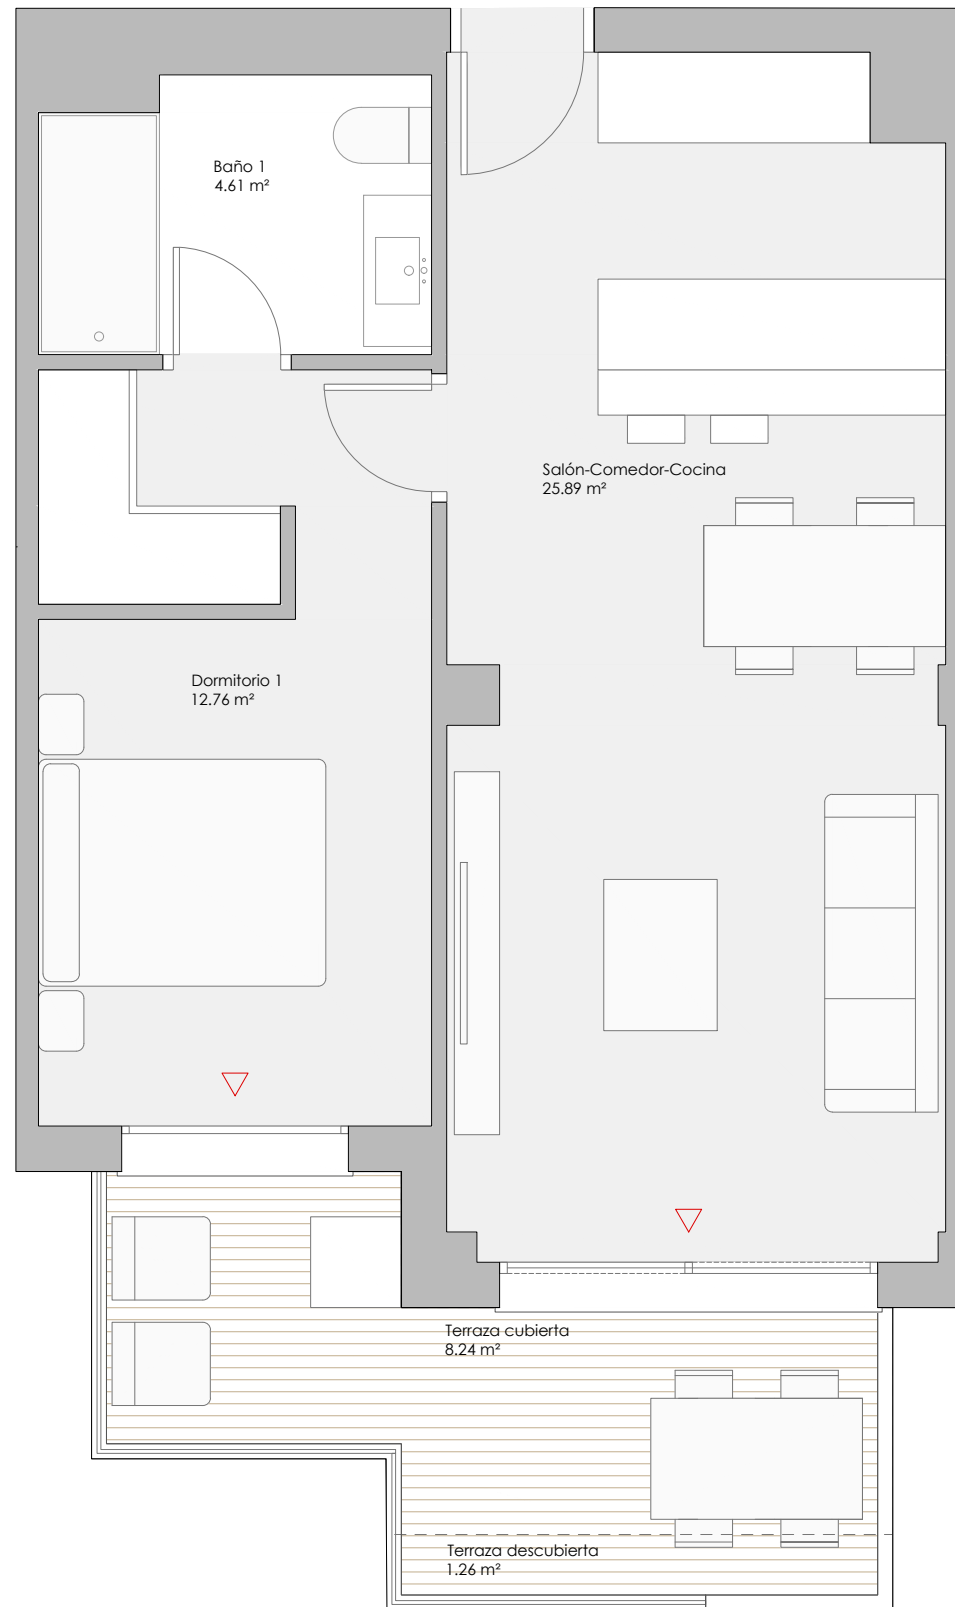 Baño 1
4.61 m²
Salón-Comedor-Cocina
25.89 m²
Dormitorio 1
12.76 m²
Terraza cubierta
8.24 m²
Terraza descubierta
1.26 m²